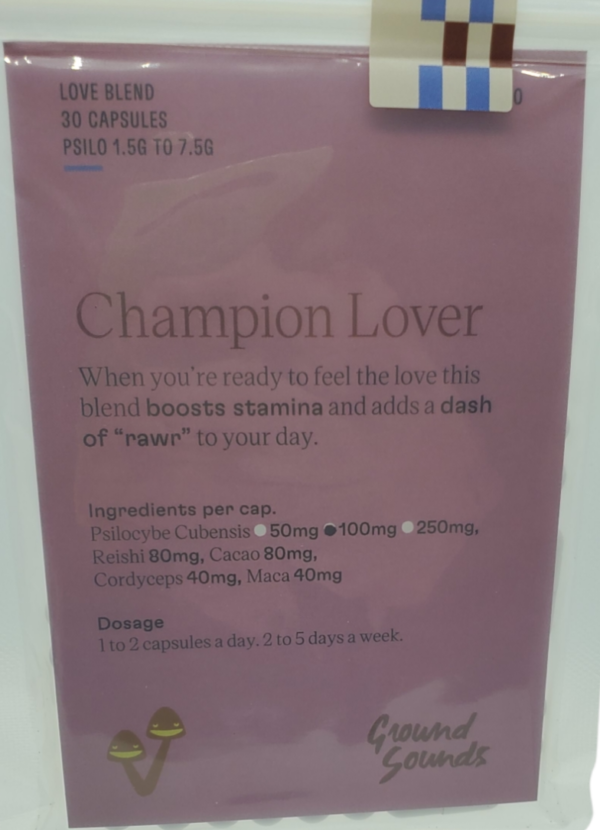 LOVE BLEND
30 CAPSULES
PSILO 1.5G TO 7.5G
0
Champion Lover
When you're ready to feel the love this
blend boosts stamina and adds a dash
of “rawr” to your day.
Ingredients per cap.
Psilocybe Cubensis 50mg 100mg 250mg,
Reishi 80mg, Cacao 80mg,
Cordyceps 40mg, Maca 40mg
Dosage
1 to 2 capsules a day. 2 to 5 days a week.
Ground
Sounds